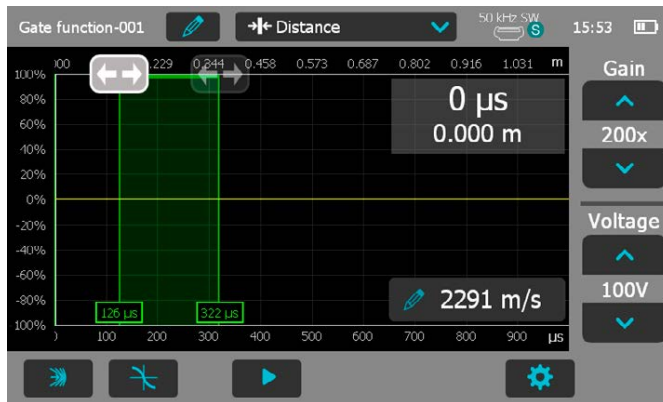 Gate function-001
Distance
50 kHz SW
S
15:53
000 .229 0.344 0.458 0.573 0.687 0.802 0.916 1.031 m
100%
80%
60%
40%
20%
0%
-20%
-40%
-60%
-80%
-100%
0 µs
0.000 m
126 µs
322 µs
2291 m/s
100 200 300 400 500 600 700 800 900 µs
Gain
200x
Voltage
100V